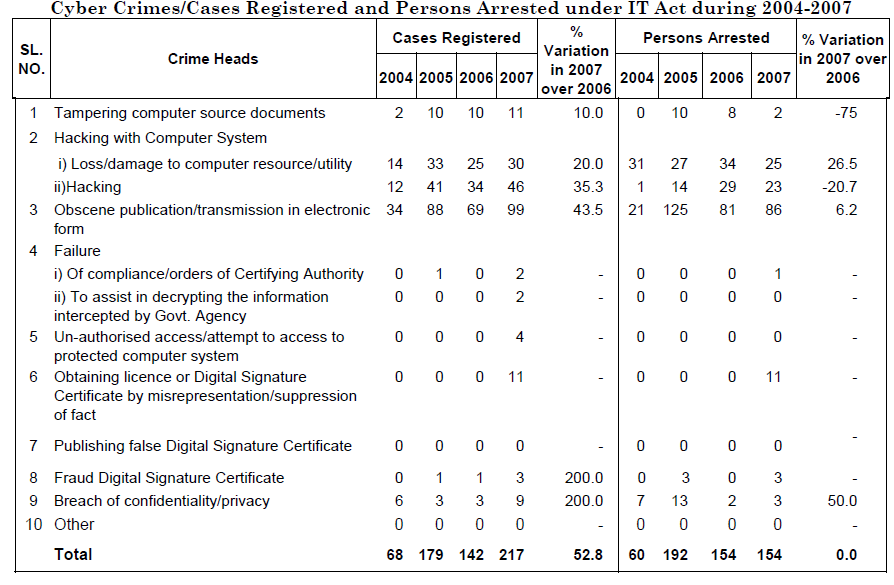 Cyber Crimes/Cases Registered and Persons Arrested under IT Act during 2004-2007
SL. NO. Crime Heads Cases Registered % Variation in 2007 over 2006 Persons Arrested % Variation in 2007 over 2006
2004 2005 2006 2007 2004 2005 2006 2007
1 Tampering computer source documents 2 10 10 11 10.0 0 10 8 2 -75
2 Hacking with Computer System
i) Loss/damage to computer resource/utility 14 33 25 30 20.0 31 27 34 25 26.5
ii)Hacking 12 41 34 46 35.3 1 14 29 23 -20.7
3 Obscene publication/transmission in electronic 34 88 69 99 43.5 21 125 81 86 6.2
form
4 Failure
i) Of compliance/orders of Certifying Authority 0 1 0 2 - 0 0 0 1 -
ii) To assist in decrypting the information 0 0 0 2 - 0 0 0 0 -
intercepted by Govt. Agency
5 Un-authorised access/attempt to access to 0 0 0 4 - 0 0 0 0 -
protected computer system
6 Obtaining licence or Digital Signature 0 0 0 11 - 0 0 0 11 -
Certificate by misrepresentation/suppression
of fact
7 Publishing false Digital Signature Certificate 0 0 0 0 - 0 0 0 0 -
8 Fraud Digital Signature Certificate 0 1 1 3 200.0 0 3 0 3 -
9 Breach of confidentiality/privacy 6 3 3 9 200.0 7 13 2 3 50.0
10 Other 0 0 0 0 - 0 0 0 0 -
Total 68 179 142 217 52.8 60 192 154 154 0.0